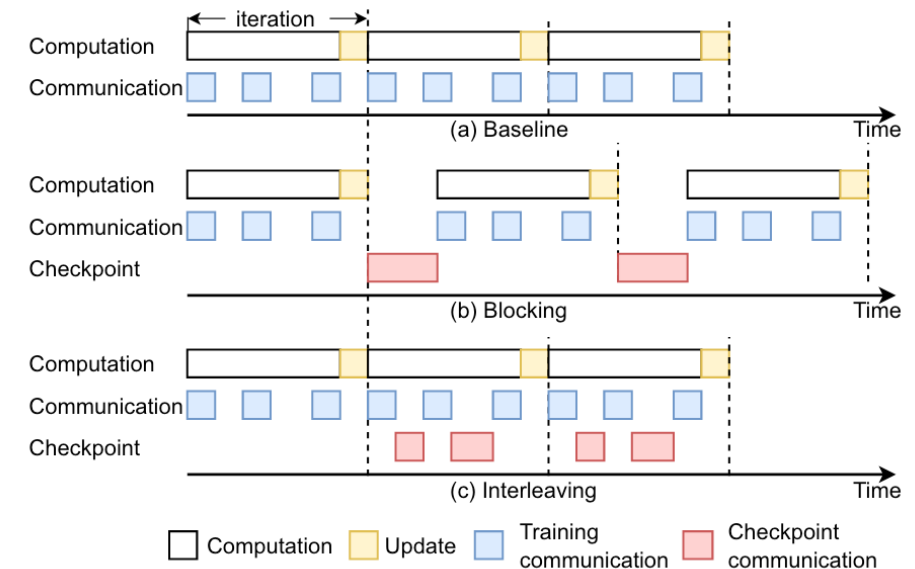 iteration
Computation
Communication
Time
(a) Baseline
Computation
Communication
Checkpoint
Time
(b) Blocking
Computation
Communication
Checkpoint
Time
(c) Interleaving
Computation
Update
Training
communication
Checkpoint
communication